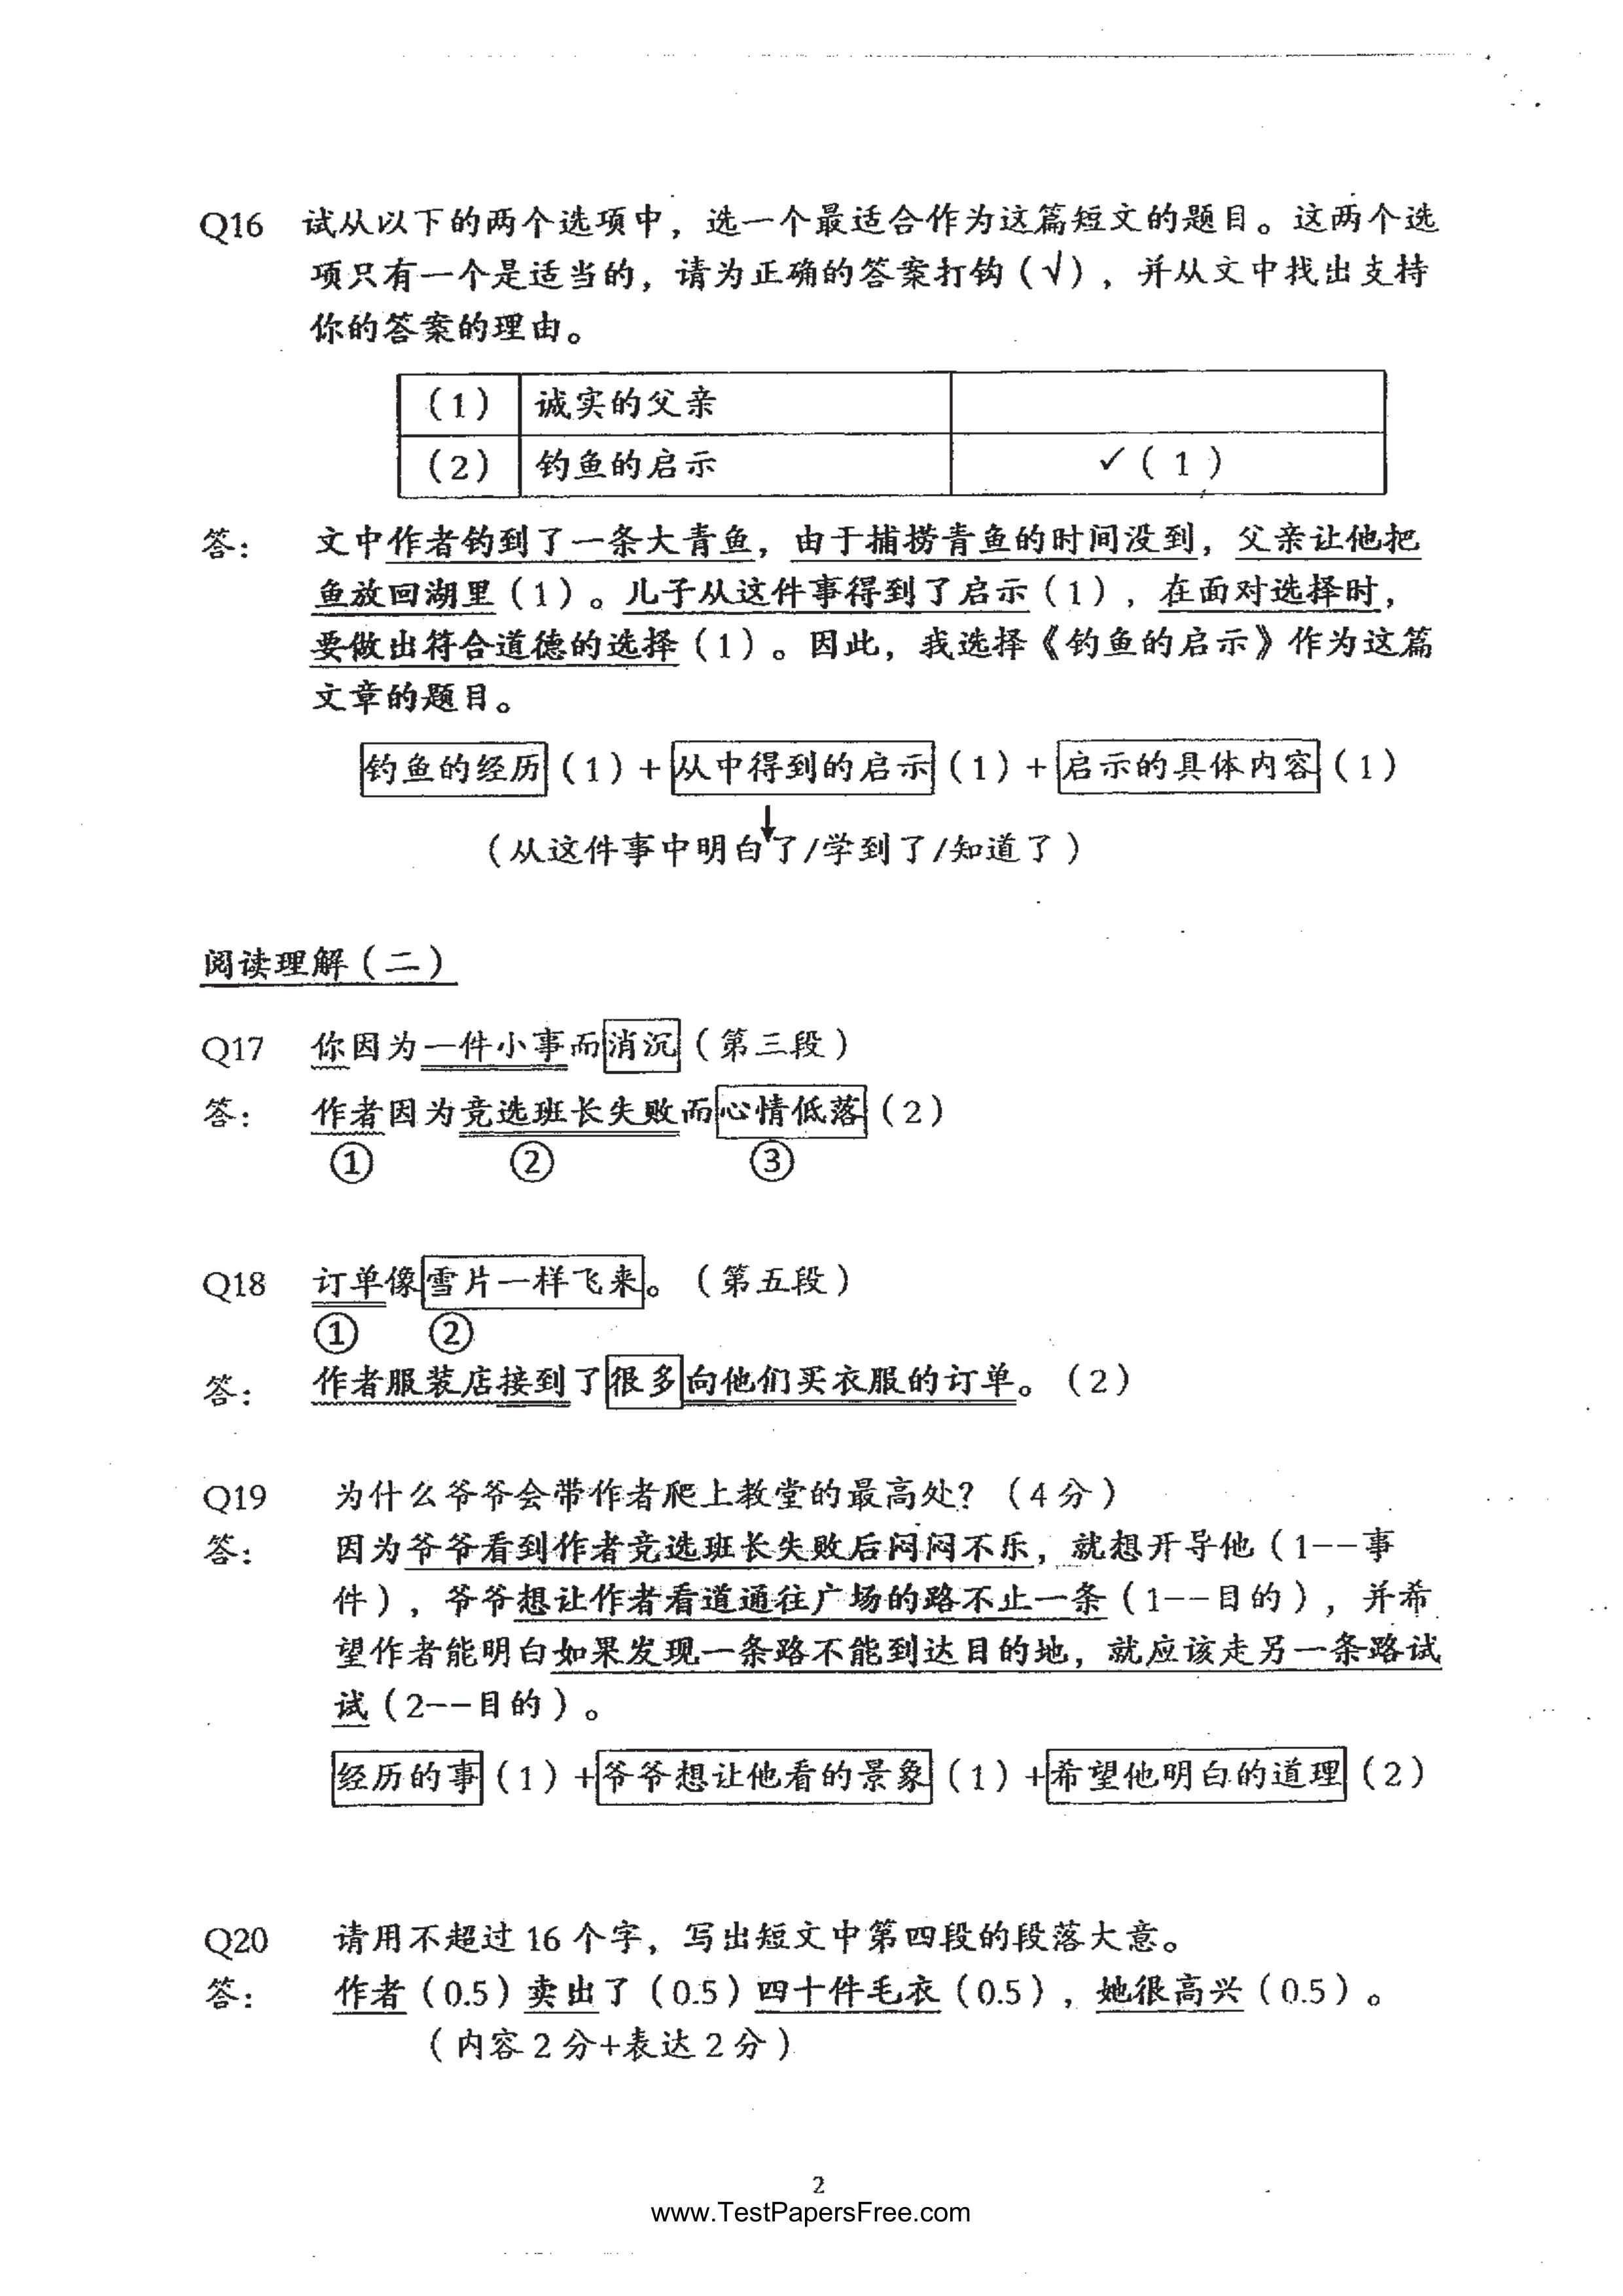 Q16 试从以下的两个选项中，选一个最适合作为这篇短文的题目。这两个选
项只有一个是适当的，请为正确的答案打钩（√），并从文中找出支持
你的答案的理由。
（1） 诚实的父亲
（2） 钓鱼的启示 ✓（1）
答： 文中作者钓到了一条大青鱼，由于捕捞青鱼的时间没到，父亲让他把
鱼放回湖里（1）。儿子从这件事得到了启示（1），在面对选择时，
要做出符合道德的选择（1）。因此，我选择《钓鱼的启示》作为这篇
文章的题目。
钓鱼的经历（1）+从中得到的启示（1）+启示的具体内容（1）
↓
（从这件事中明白了/学到了/知道了）
阅读理解（二）
Q17 你因为一件小事而消沉（第三段）
答： 作者因为竞选班长失败而心情低落（2）
① ② ③
Q18 订单像雪片一样飞来。（第五段）
① ②
答： 作者服装店接到了很多向他们买衣服的订单。（2）
Q19 为什么爷爷会带作者爬上教堂的最高处？（4分）
答： 因为爷爷看到作者竞选班长失败后闷闷不乐，就想开导他（1--事
件），爷爷想让作者看道通往广场的路不止一条（1--目的），并希
望作者能明白如果发现一条路不能到达目的地，就应该走另一条路试
试（2--目的）。
经历的事（1）+爷爷想让他看的景象（1）+希望他明白的道理（2）
Q20 请用不超过16个字，写出短文中第四段的段落大意。
答： 作者（0.5）卖出了（0.5）四十件毛衣（0.5），她很高兴（0.5）。
（内容2分+表达2分）
2
www.TestPapersFree.com